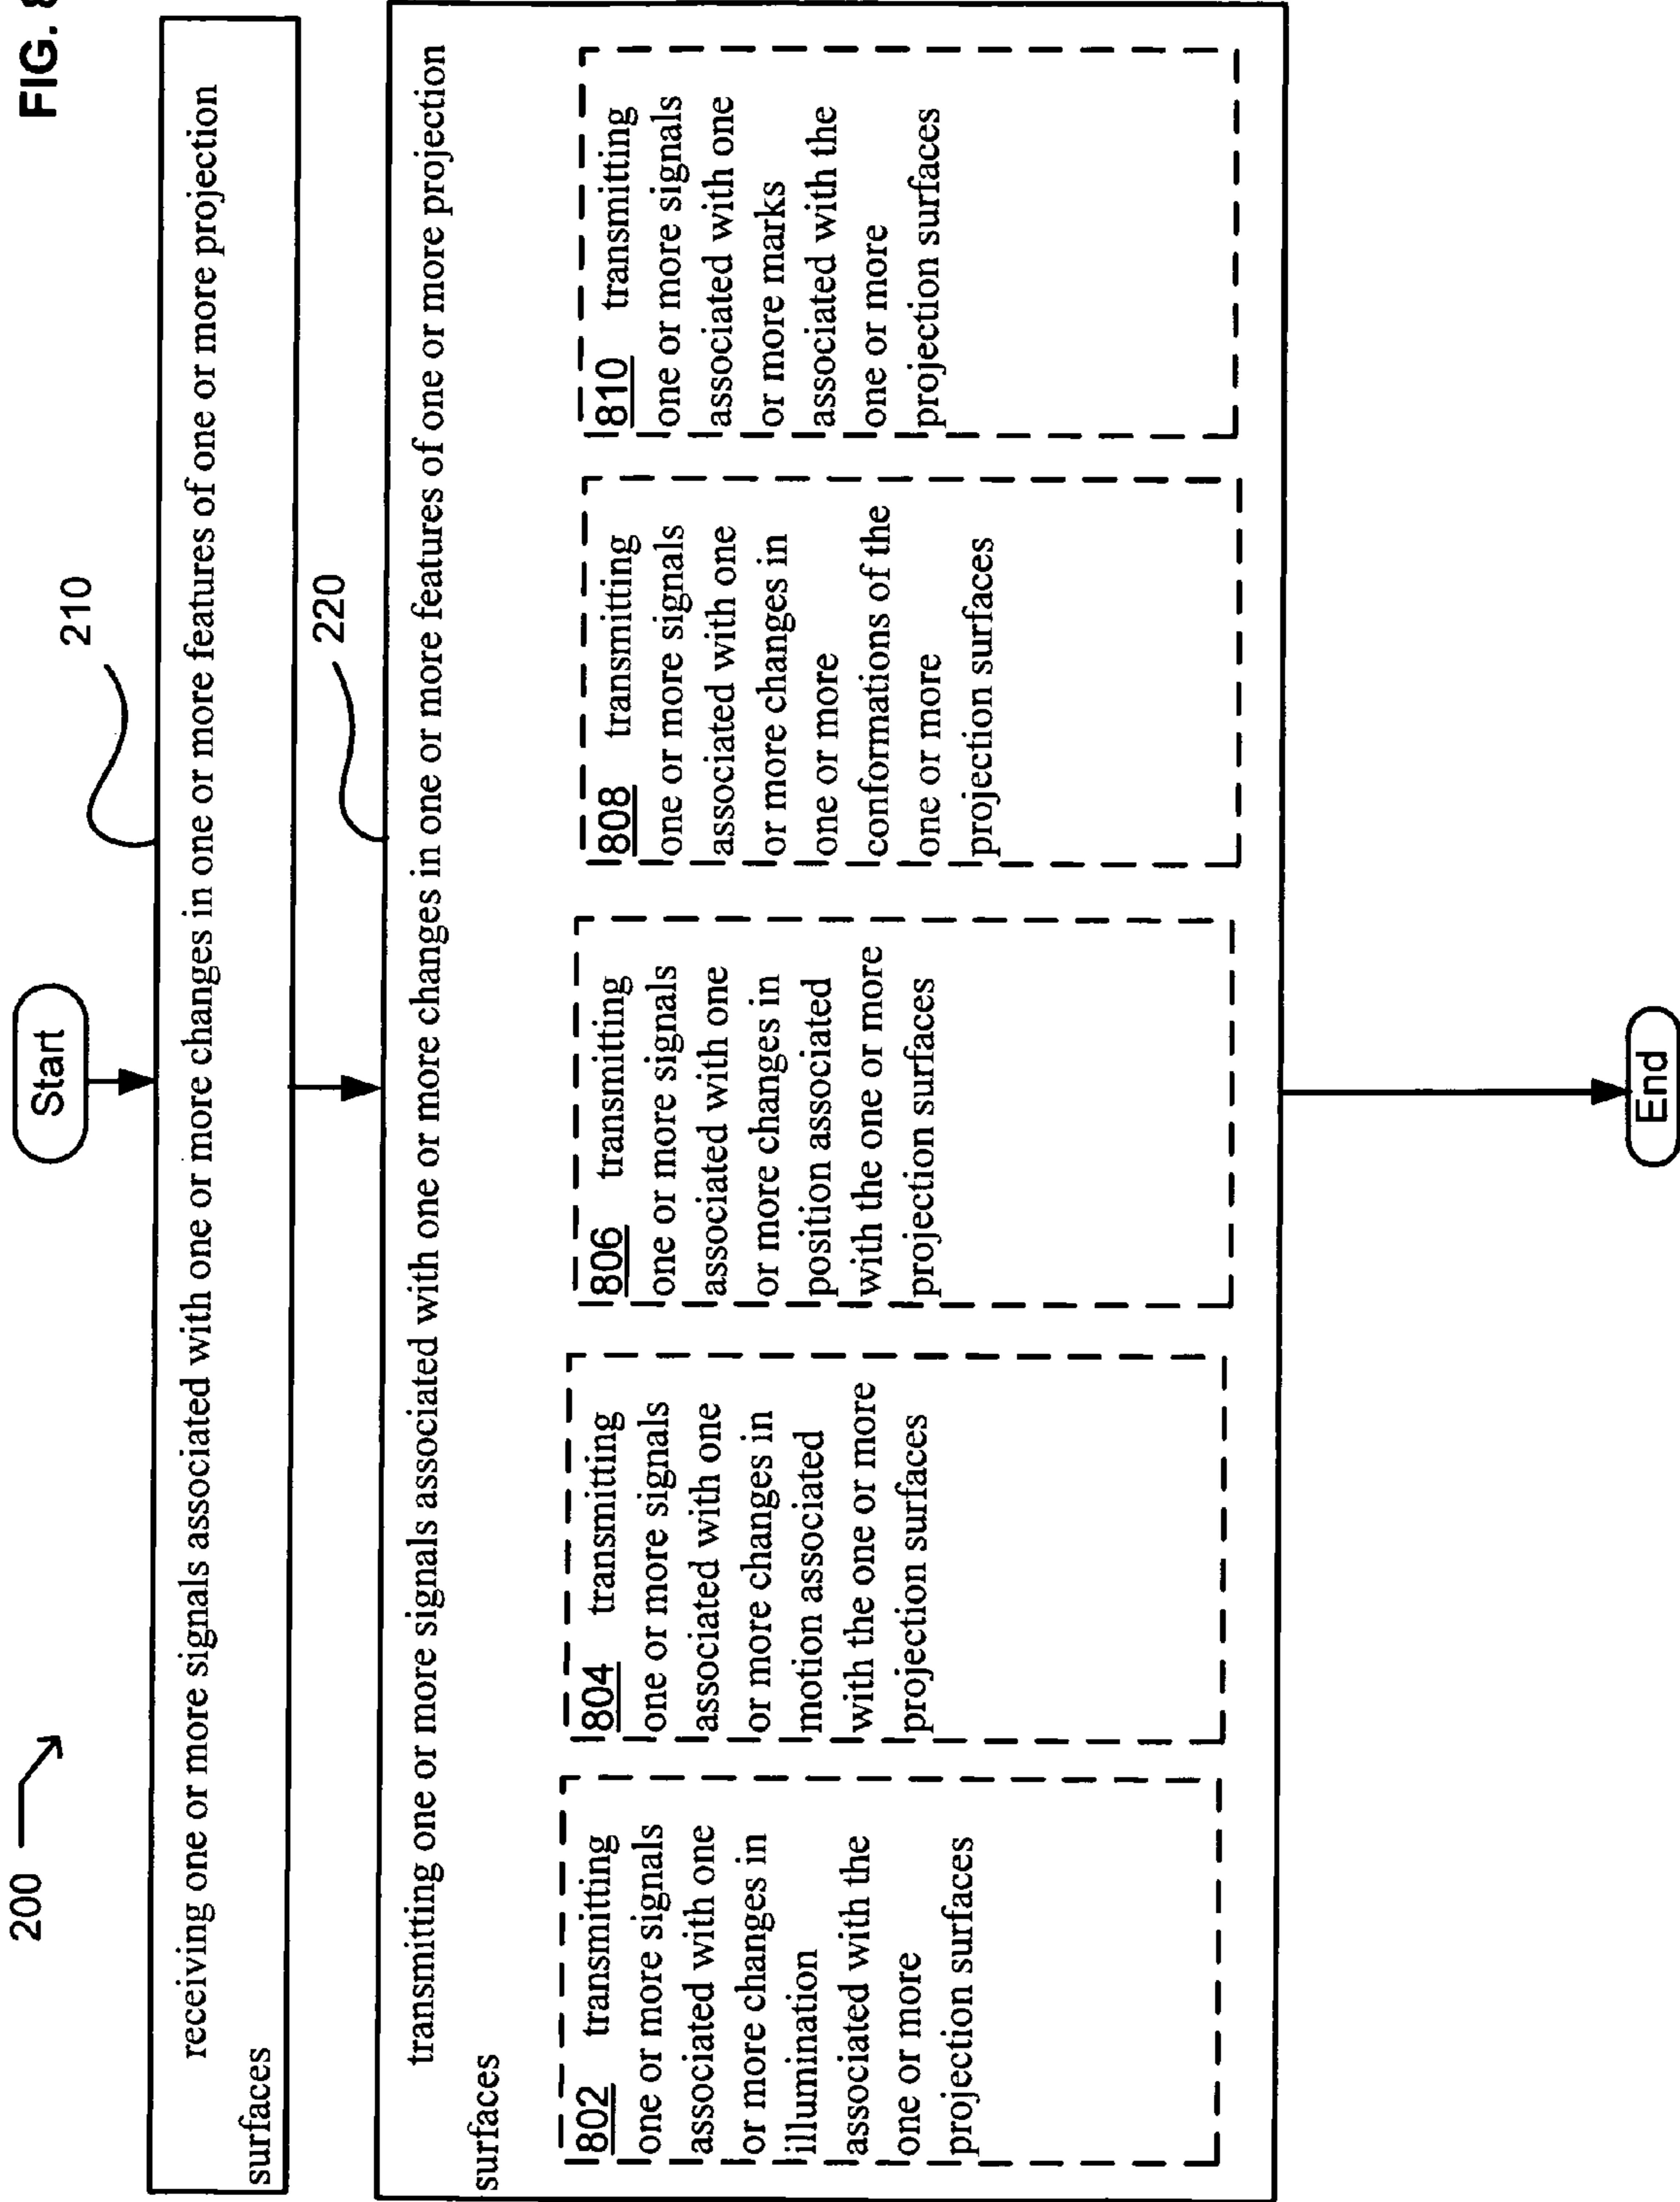 FIG. 8
200
Start
210
receiving one or more signals associated with one or more changes in one or more features of one or more projection
surfaces
220
transmitting one or more signals associated with one or more changes in one or more features of one or more projection
surfaces
802 transmitting
one or more signals
associated with one
or more changes in
illumination
associated with the
one or more
projection surfaces
804 transmitting
one or more signals
associated with one
or more changes in
motion associated
with the one or more
projection surfaces
806 transmitting
one or more signals
associated with one
or more changes in
position associated
with the one or more
projection surfaces
808 transmitting
one or more signals
associated with one
or more changes in
one or more
conformations of the
one or more
projection surfaces
810 transmitting
one or more signals
associated with one
or more marks
associated with the
one or more
projection surfaces
End